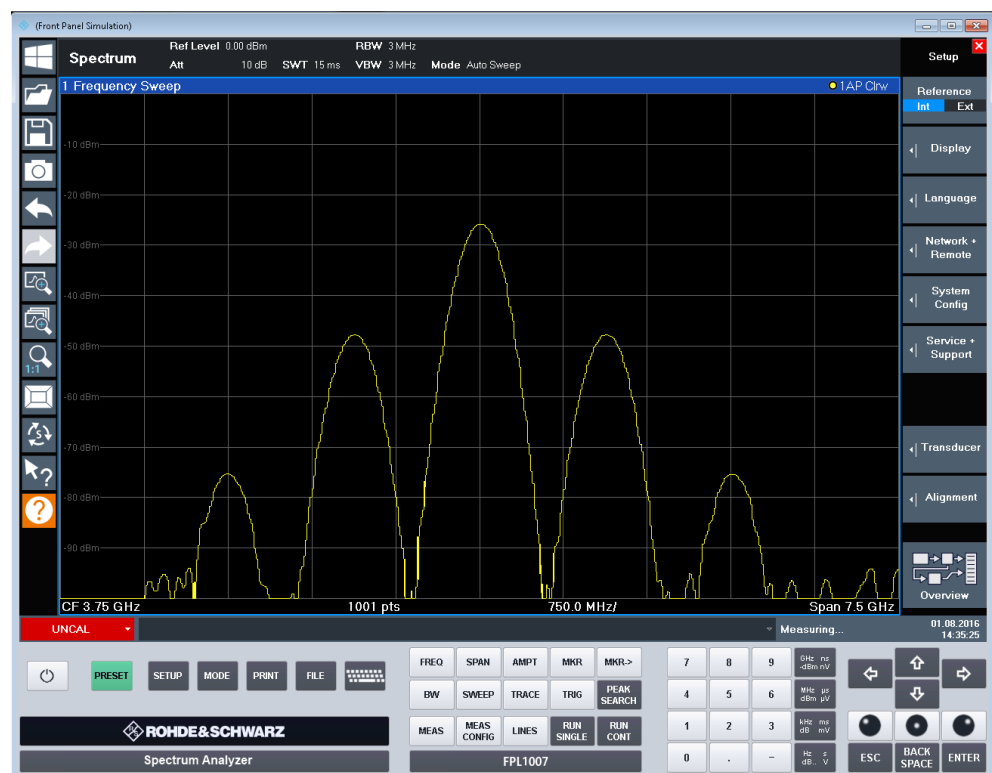 (Front Panel Simulation)
Spectrum
Ref Level 0.00 dBm RBW 3 MHz
Att 10 dB SWT 15 ms VBW 3 MHz Mode Auto Sweep
1 Frequency Sweep
1AP Clrw
-10 dBm
-20 dBm
-30 dBm
-40 dBm
-50 dBm
-60 dBm
-70 dBm
-80 dBm
-90 dBm
CF 3.75 GHz 1001 pts 750.0 MHz/ Span 7.5 GHz
1:1
S
?
?
Setup
Reference
Int Ext
Display
Language
Network +
Remote
System
Config
Service +
Support
Transducer
Alignment
Overview
UNCAL
Measuring...
01.08.2016
14:35:25
PRESET SETUP MODE PRINT FILE
FREQ SPAN AMPT MKR MKR->
BW SWEEP TRACE TRIG PEAK
SEARCH
MEAS MEAS
CONFIG LINES RUN
SINGLE RUN
CONT
7 8 9 GHz ns
-dBm nV
4 5 6 MHz µs
dBm µV
1 2 3 kHz ms
dB mV
0 . - Hz s
dB.. V
ESC BACK
SPACE ENTER
ROHDE&SCHWARZ
Spectrum Analyzer
FPL1007